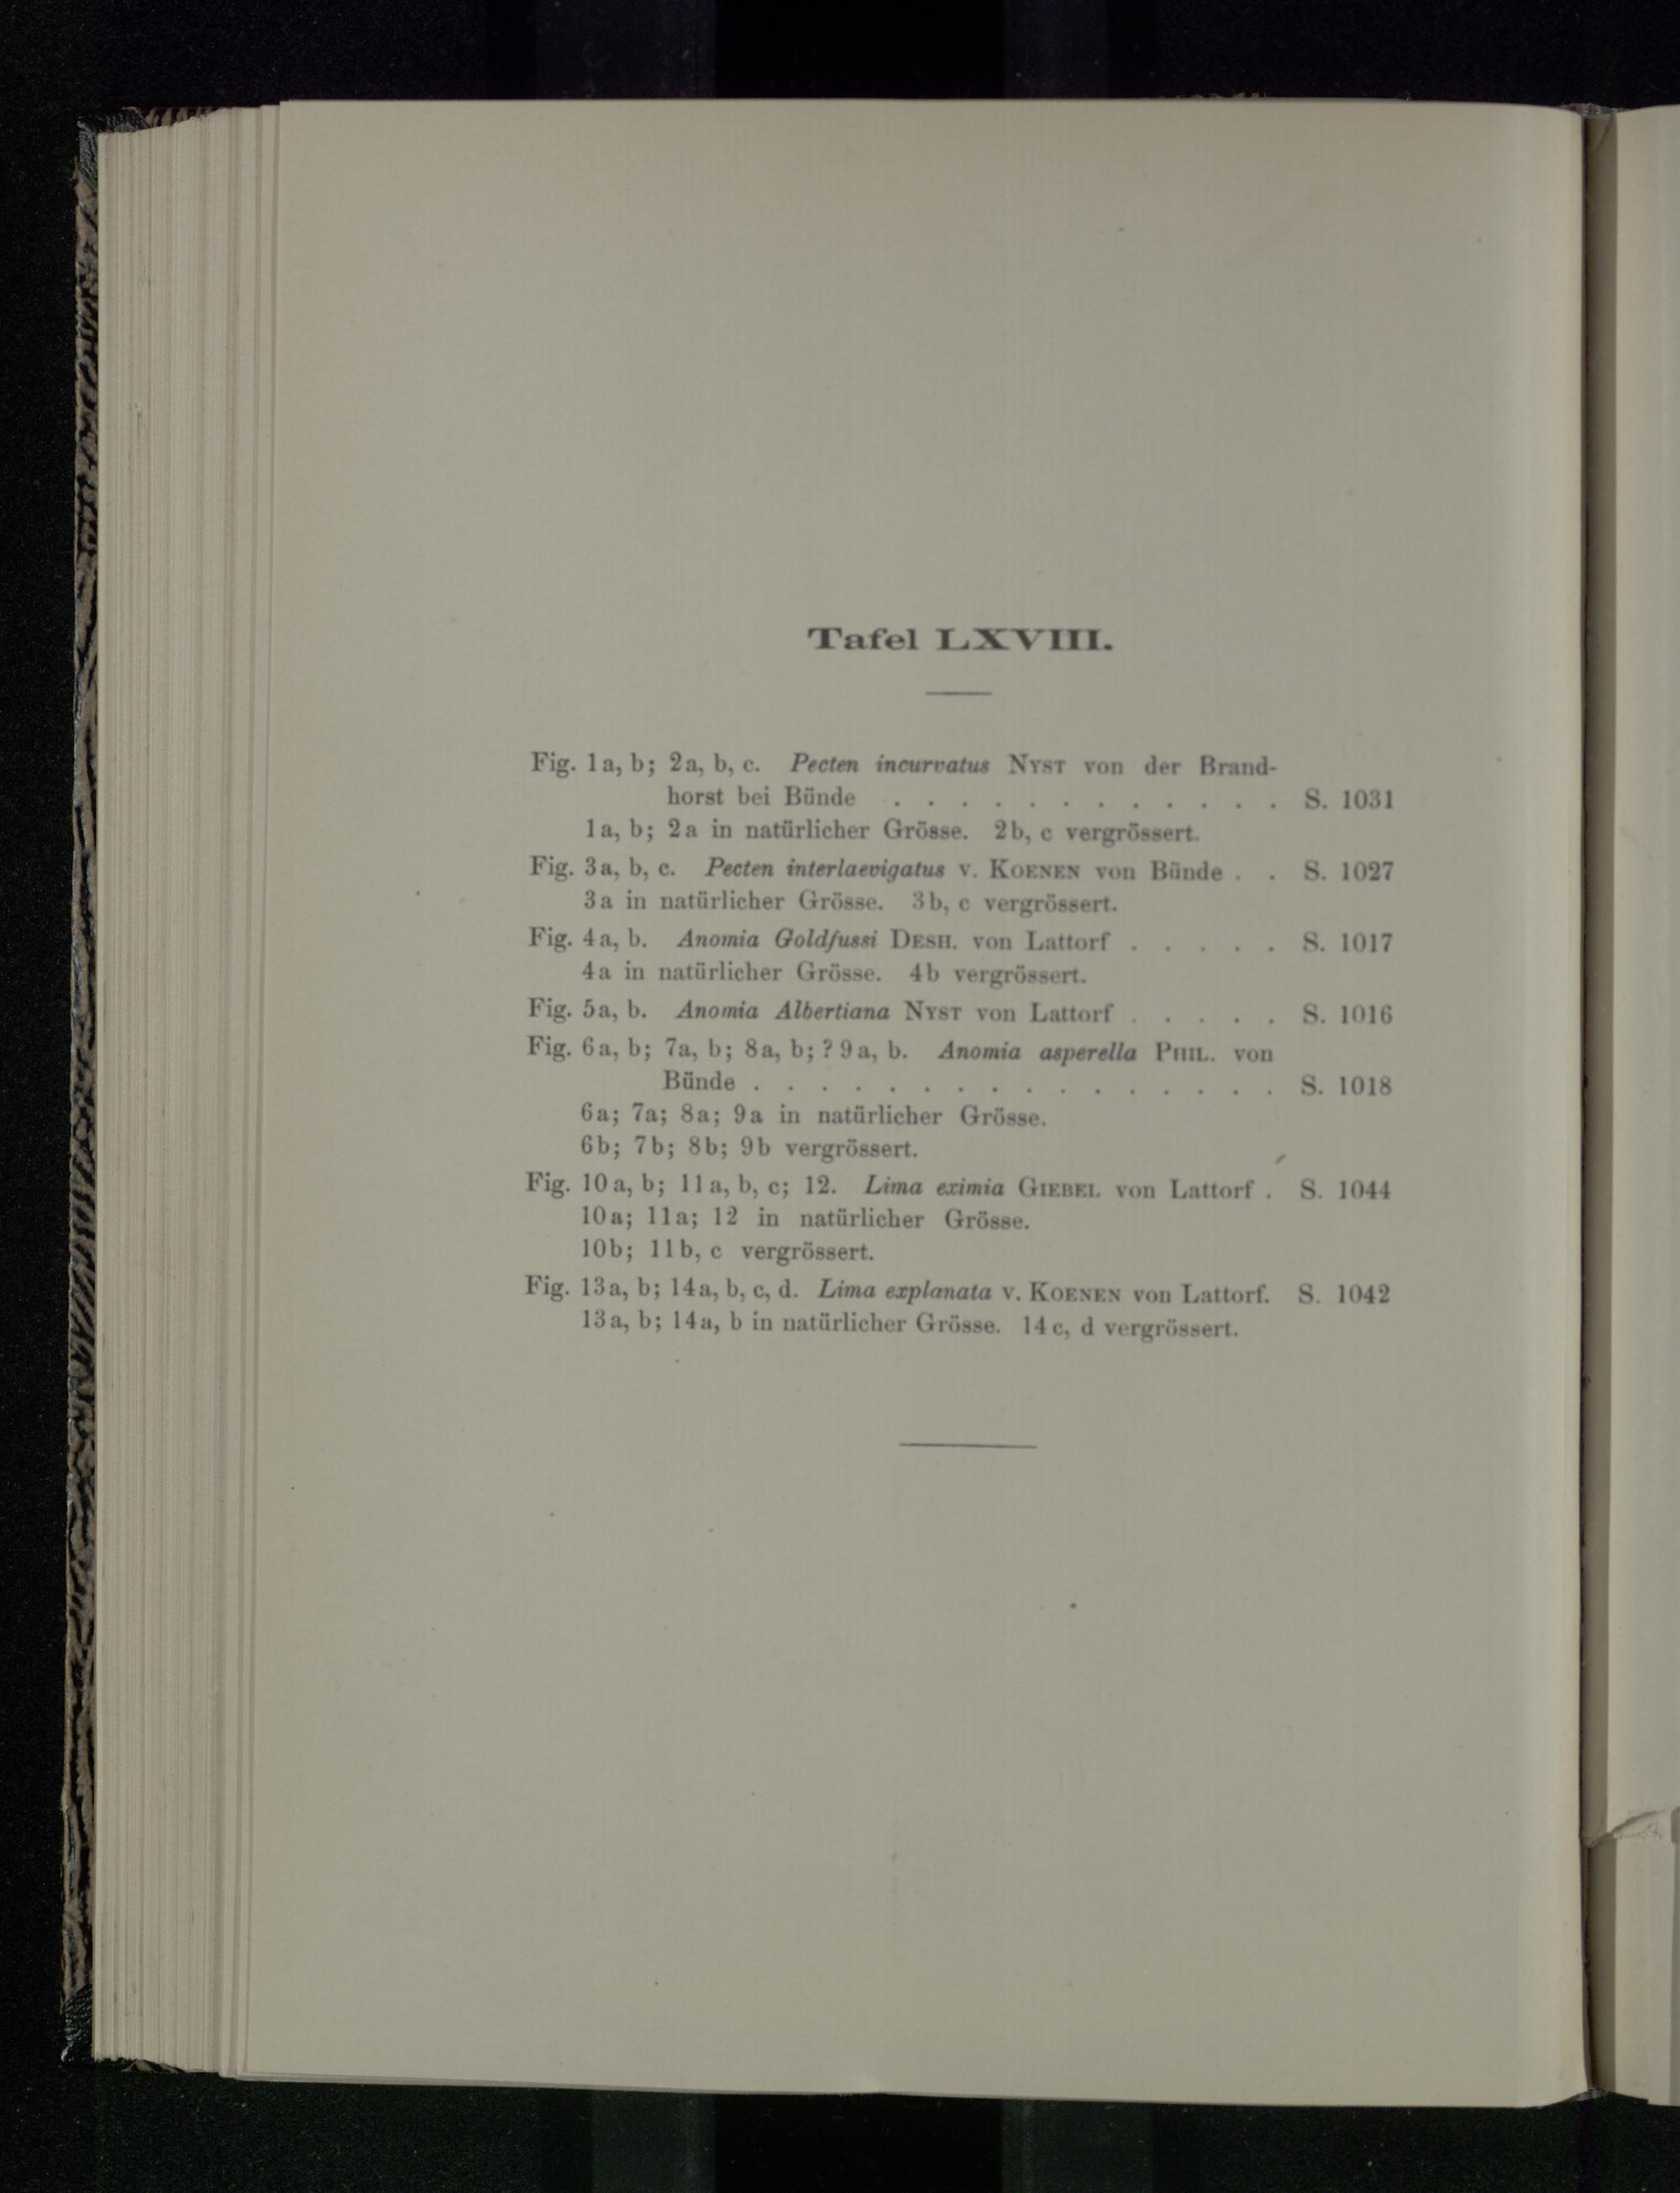 Tafel LXVIII.
Fig. 1a, b; 2a, b, c. Pecten incurvatus NYST von der Brand-
horst bei Bünde . . . . . . . . . . . . S. 1031
1a, b; 2a in natürlicher Grösse. 2b, c vergrössert.
Fig. 3a, b, c. Pecten interlaevigatus v. KOENEN von Bünde . . S. 1027
3a in natürlicher Grösse. 3b, c vergrössert.
Fig. 4a, b. Anomia Goldfussi DESH. von Lattorf . . . . . S. 1017
4a in natürlicher Grösse. 4b vergrössert.
Fig. 5a, b. Anomia Albertiana NYST von Lattorf . . . . . S. 1016
Fig. 6a, b; 7a, b; 8a, b; ? 9a, b. Anomia asperella PHIL. von
Bünde . . . . . . . . . . . . . . . . S. 1018
6a; 7a; 8a; 9a in natürlicher Grösse.
6b; 7b; 8b; 9b vergrössert.
Fig. 10a, b; 11a, b, c; 12. Lima eximia GIEBEL von Lattorf . S. 1044
10a; 11a; 12 in natürlicher Grösse.
10b; 11b, c vergrössert.
Fig. 13a, b; 14a, b, c, d. Lima explanata v. KOENEN von Lattorf. S. 1042
13a, b; 14a, b in natürlicher Grösse. 14c, d vergrössert.